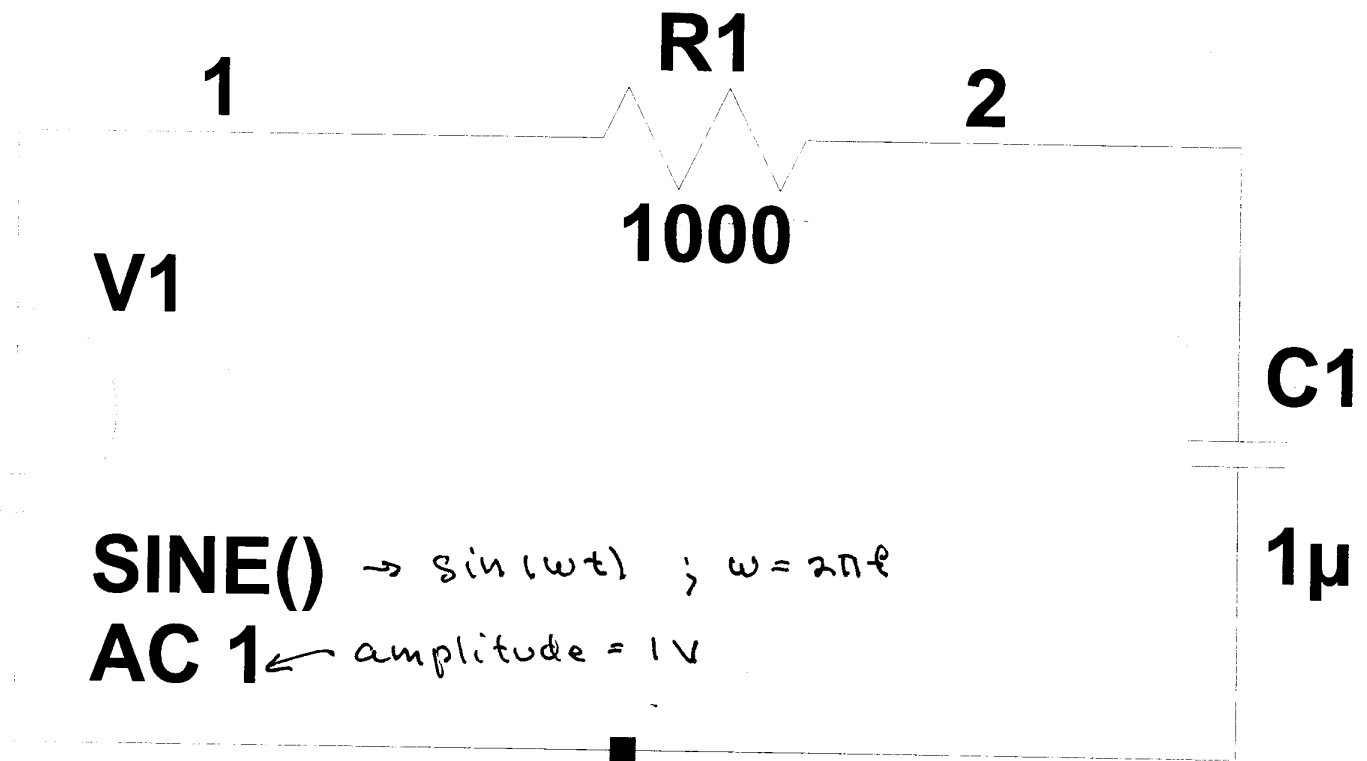 R1
1
2
1000
V1
C1
SINE() → sin(ωt) ; ω = 2πf
1µ
AC 1 ← amplitude = 1V